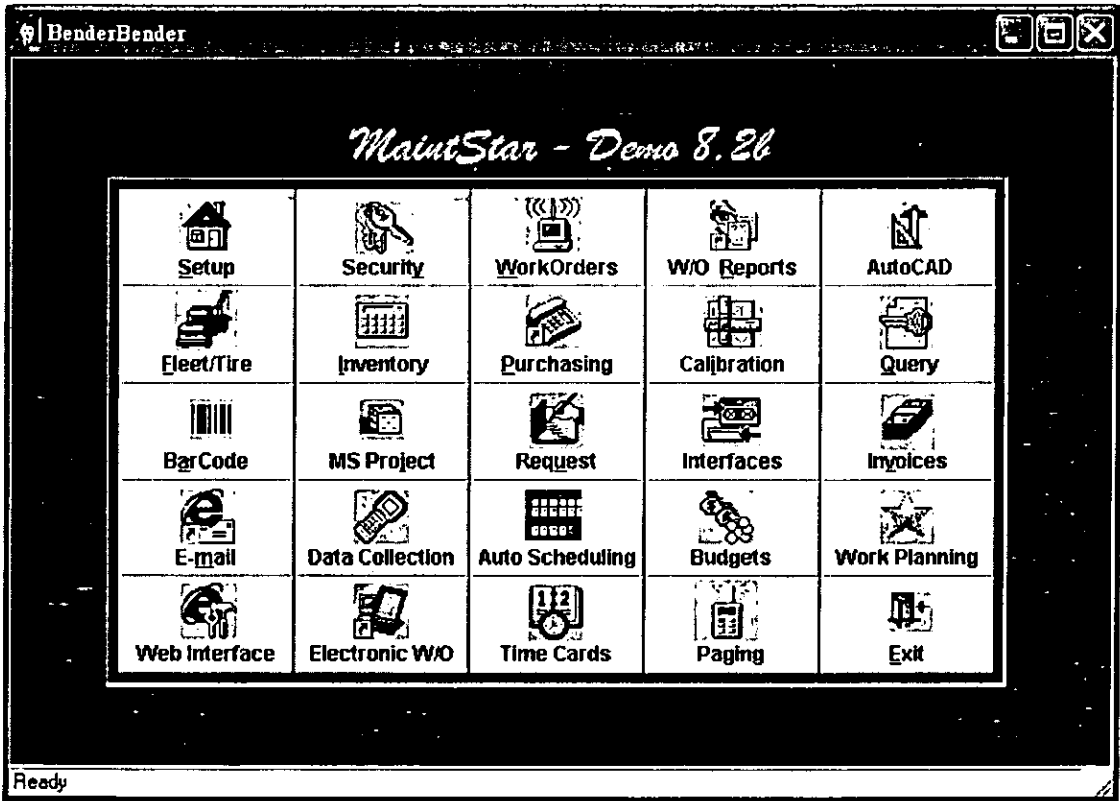 BenderBender
MaintStar - Demo 8.2b
Setup Security WorkOrders W/O Reports AutoCAD
Fleet/Tire Inventory Purchasing Calibration Query
BarCode MS Project Request Interfaces Invoices
E-mail Data Collection Auto Scheduling Budgets Work Planning
Web Interface Electronic W/O Time Cards Paging Exit
Ready